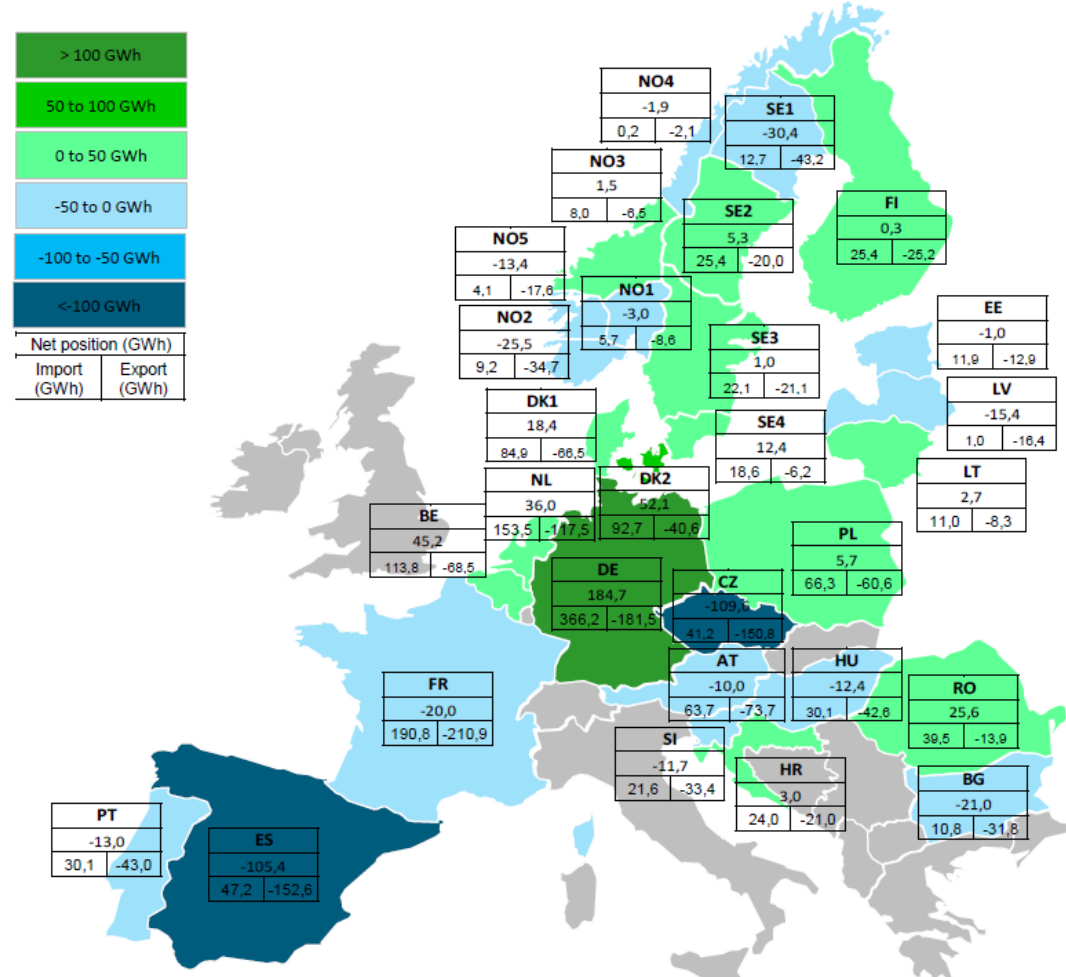 > 100 GWh
50 to 100 GWh
0 to 50 GWh
-50 to 0 GWh
-100 to -50 GWh
<-100 GWh
Net position (GWh)
Import (GWh)
Export (GWh)
NO4
-1,9
0,2 -2,1
SE1
-30,4
12,7 -43,2
NO3
1,5
8,0 -6,5
SE2
5,3
25,4 -20,0
FI
0,3
25,4 -25,2
NO5
-13,4
4,1 -17,6
NO1
-3,0
5,7 -8,6
NO2
-25,5
9,2 -34,7
SE3
1,0
22,1 -21,1
EE
-1,0
11,9 -12,9
LV
-15,4
1,0 -16,4
DK1
18,4
84,9 -66,5
SE4
12,4
18,6 -6,2
LT
2,7
11,0 -8,3
NL
36,0
153,5 -117,5
DK2
52,1
92,7 -40,6
BE
45,2
113,8 -68,5
PL
5,7
66,3 -60,6
DE
184,7
366,2 -181,5
CZ
-109,6
41,2 -150,8
AT
-10,0
63,7 -73,7
HU
-12,4
30,1 -42,6
FR
-20,0
190,8 -210,9
RO
25,6
39,5 -13,9
SI
-11,7
21,6 -33,4
HR
3,0
24,0 -21,0
BG
-21,0
10,8 -31,8
PT
-13,0
30,1 -43,0
ES
-105,4
47,2 -152,6